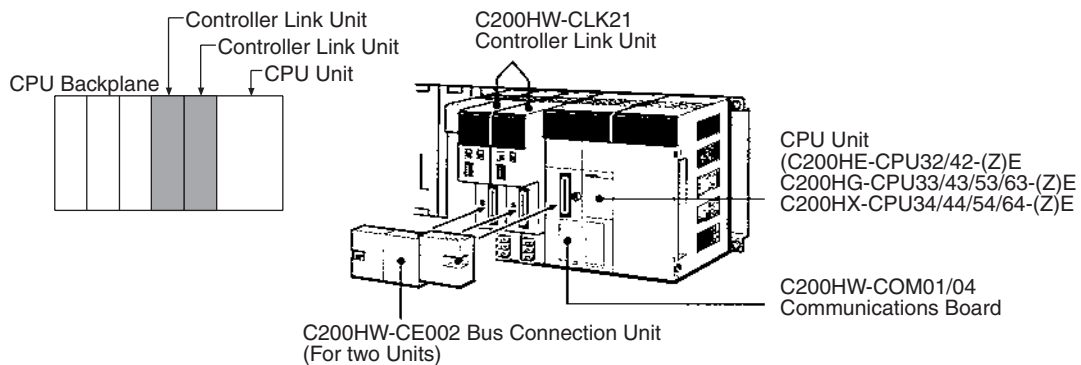 Controller Link Unit
Controller Link Unit
CPU Unit
CPU Backplane
C200HW-CLK21
Controller Link Unit
CPU Unit
(C200HE-CPU32/42-(Z)E
C200HG-CPU33/43/53/63-(Z)E
C200HX-CPU34/44/54/64-(Z)E
C200HW-COM01/04
Communications Board
C200HW-CE002 Bus Connection Unit
(For two Units)